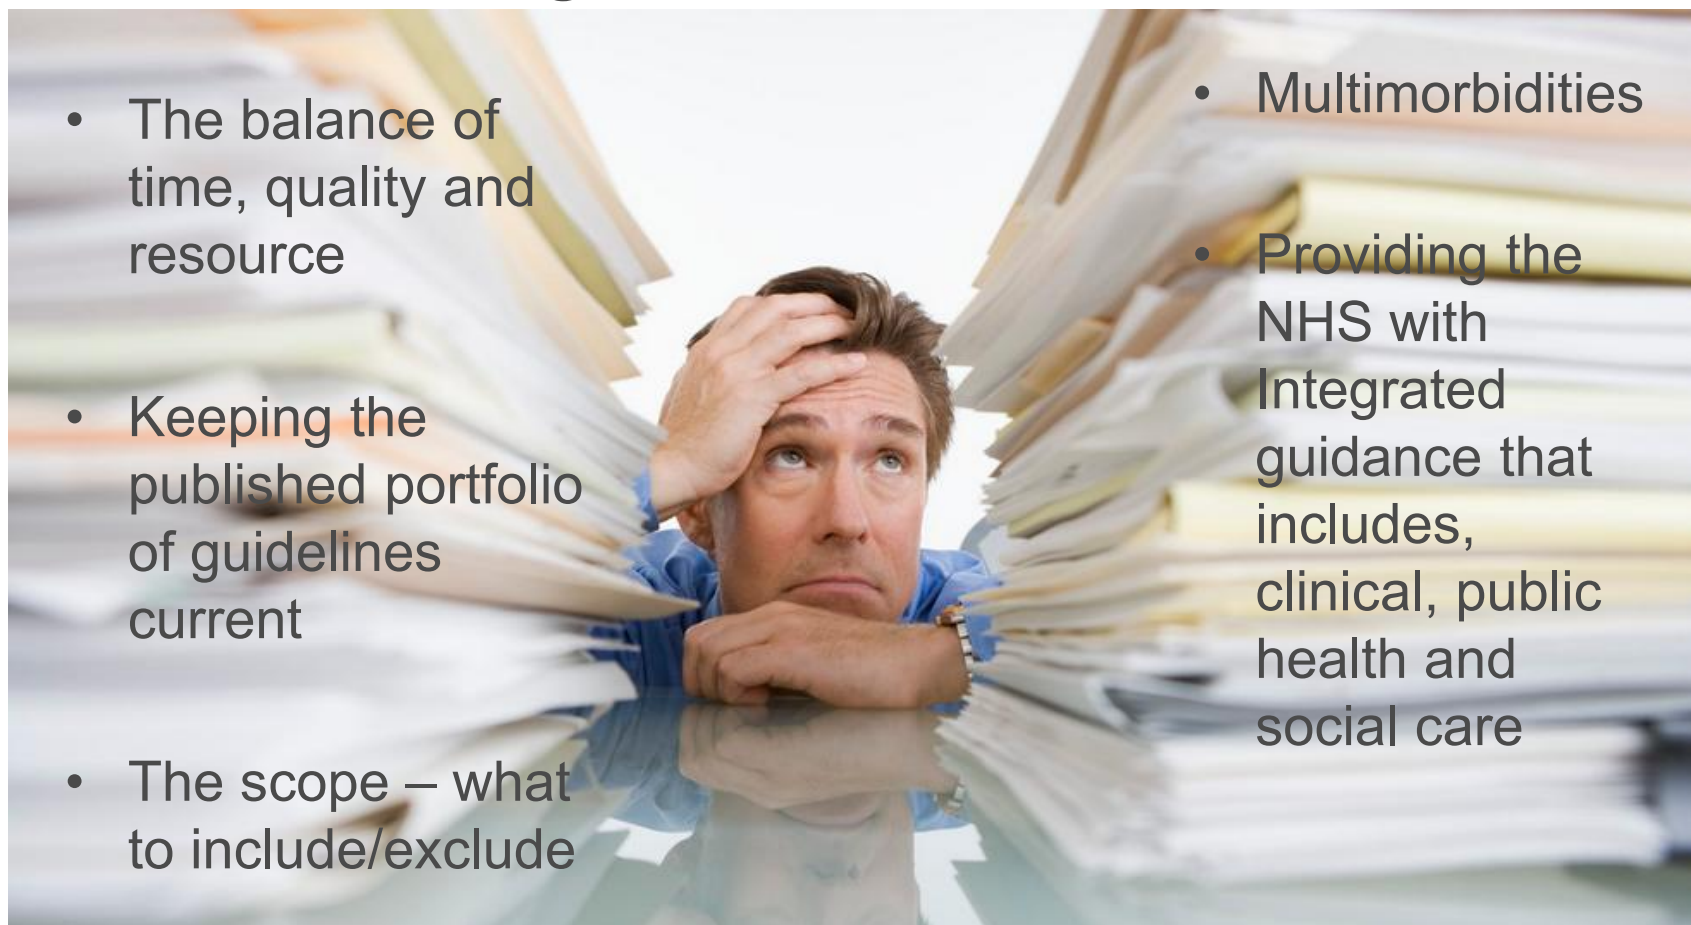 • The balance of
time, quality and
resource
• Keeping the
published portfolio
of guidelines
current
• The scope – what
to include/exclude
• Multimorbidities
• Providing the
NHS with
Integrated
guidance that
includes,
clinical, public
health and
social care